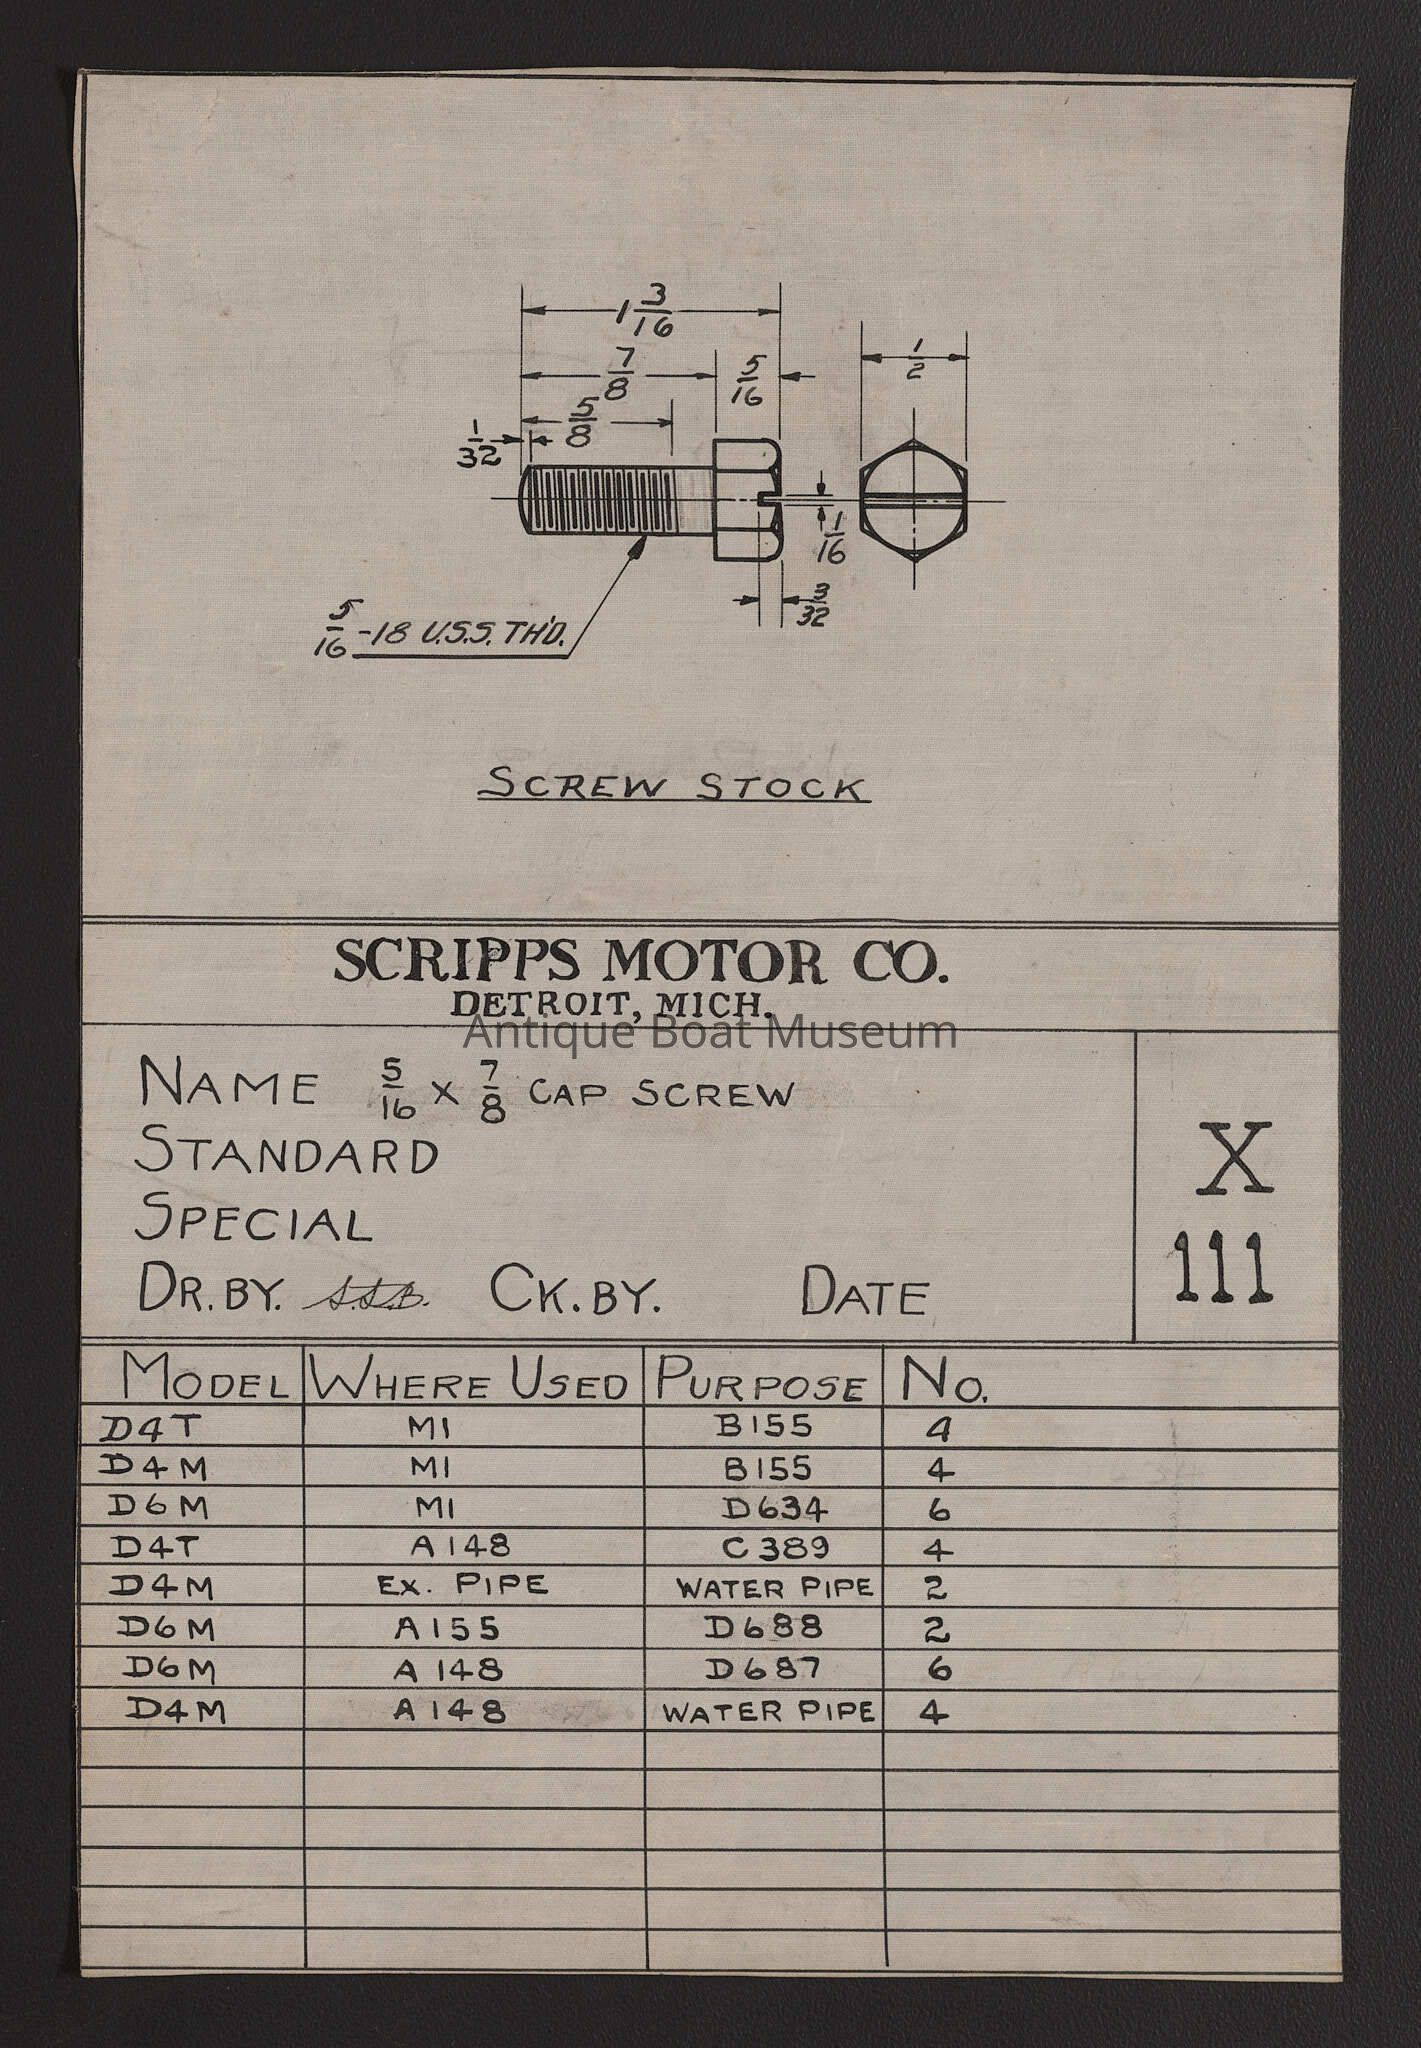 1 3/16
7/8
5/16
1/2
5/8
1/32
1/16
3/32
5/16-18 U.S.S. TH'D.
SCREW STOCK
SCRIPPS MOTOR CO.
DETROIT, MICH.
Antique Boat Museum
NAME 5/16 x 7/8 CAP SCREW
STANDARD
SPECIAL
X
111
DR. BY. S.S.B. CK. BY. DATE
MODEL WHERE USED PURPOSE NO.
D4T M1 B155 4
D4M M1 B155 4
D6M M1 D634 6
D4T A148 C389 4
D4M EX. PIPE WATER PIPE 2
D6M A155 D688 2
D6M A148 D687 6
D4M A148 WATER PIPE 4